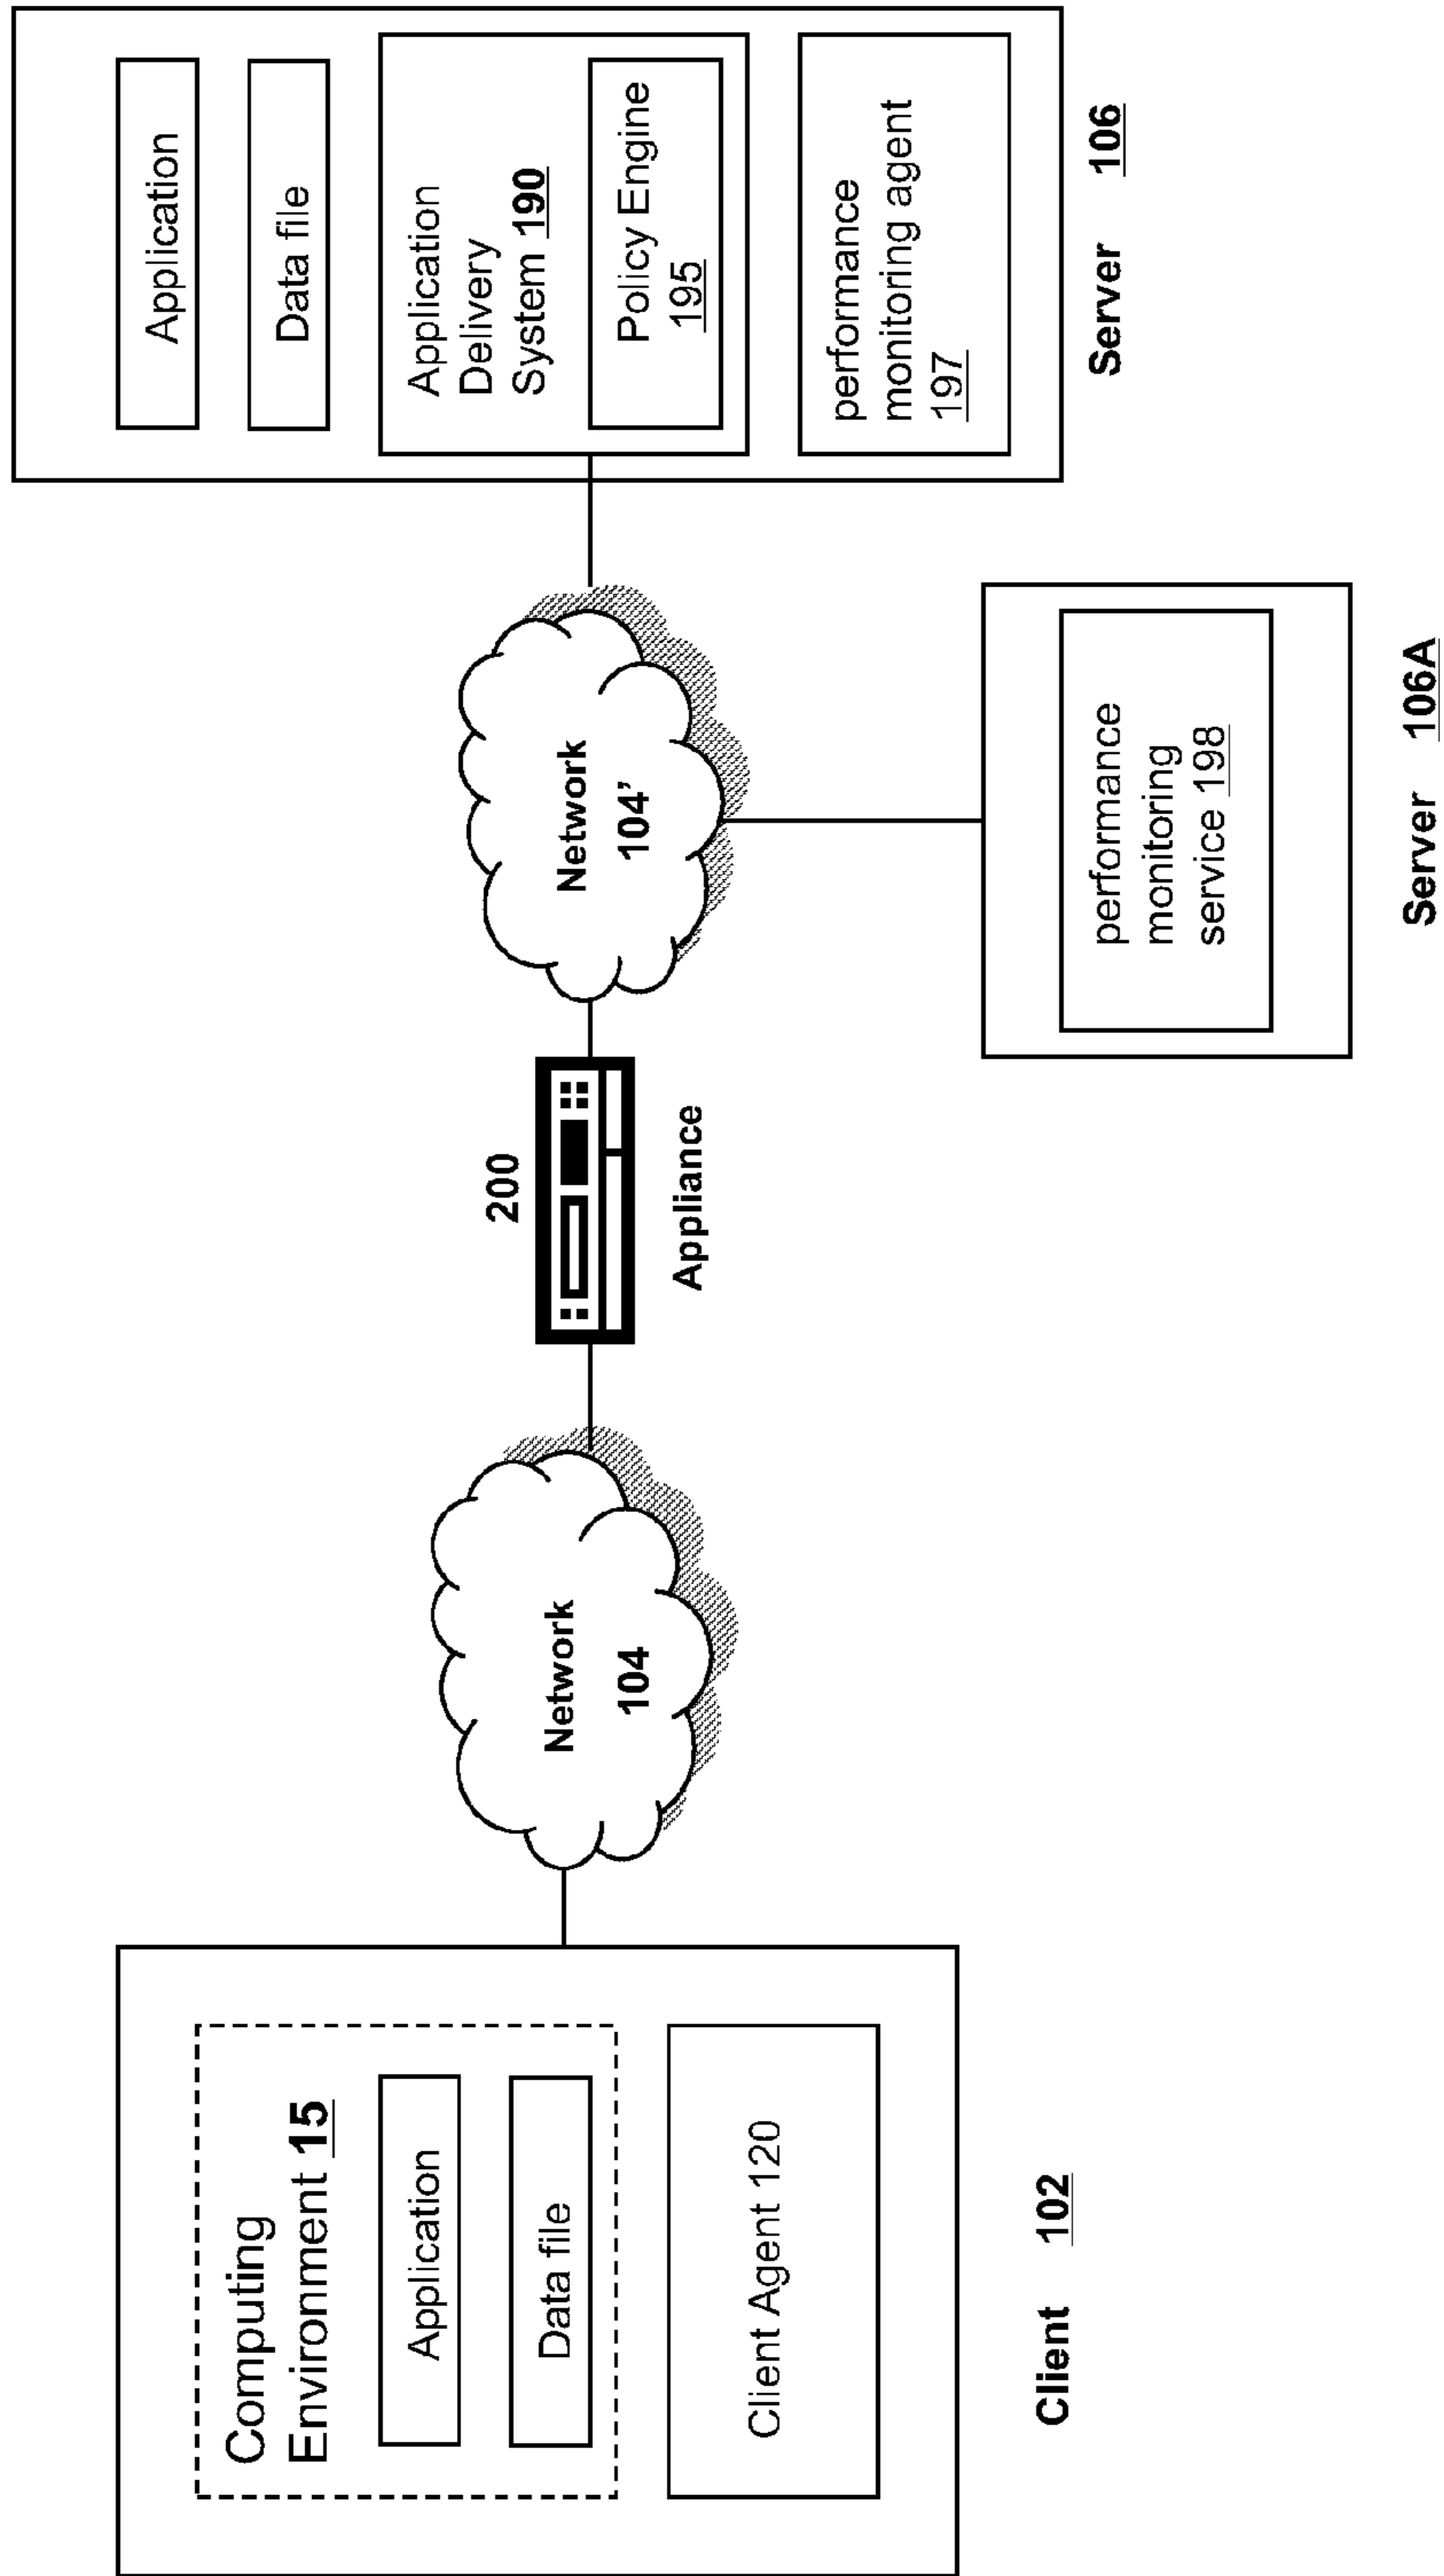 Computing
Environment 15
Application
Data file
Client Agent 120
Client 102
Network
104
200
Appliance
Network
104’
performance
monitoring
service 198
Server 106A
Application
Data file
Application
Delivery
System 190
Policy Engine
195
performance
monitoring agent
197
Server 106